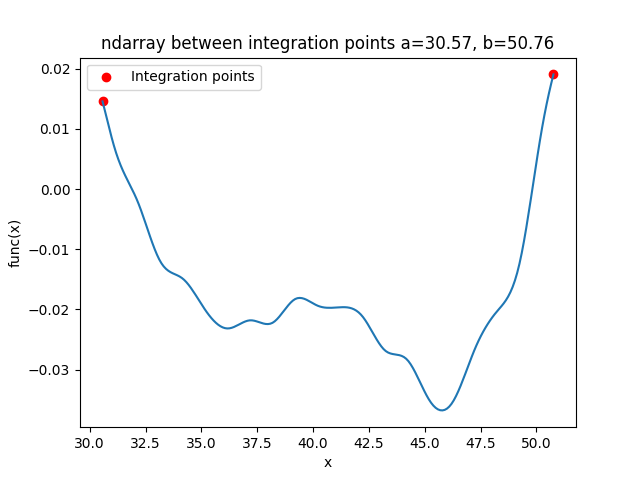 ndarray between integration points a=30.57, b=50.76
Integration points
0.02
0.01
0.00
−0.01
−0.02
−0.03
func(x)
30.0 32.5 35.0 37.5 40.0 42.5 45.0 47.5 50.0
x